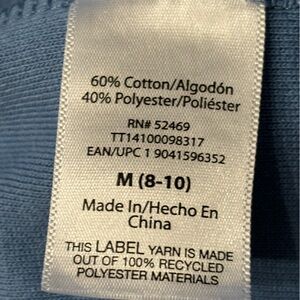 60% Cotton/Algodón
40% Polyester/Poliéster
RN# 52469
TT14100098317
EAN/UPC 1 9041596352
M (8-10)
Made In/Hecho En
China
THIS LABEL YARN IS MADE
OUT OF 100% RECYCLED
POLYESTER MATERIALS